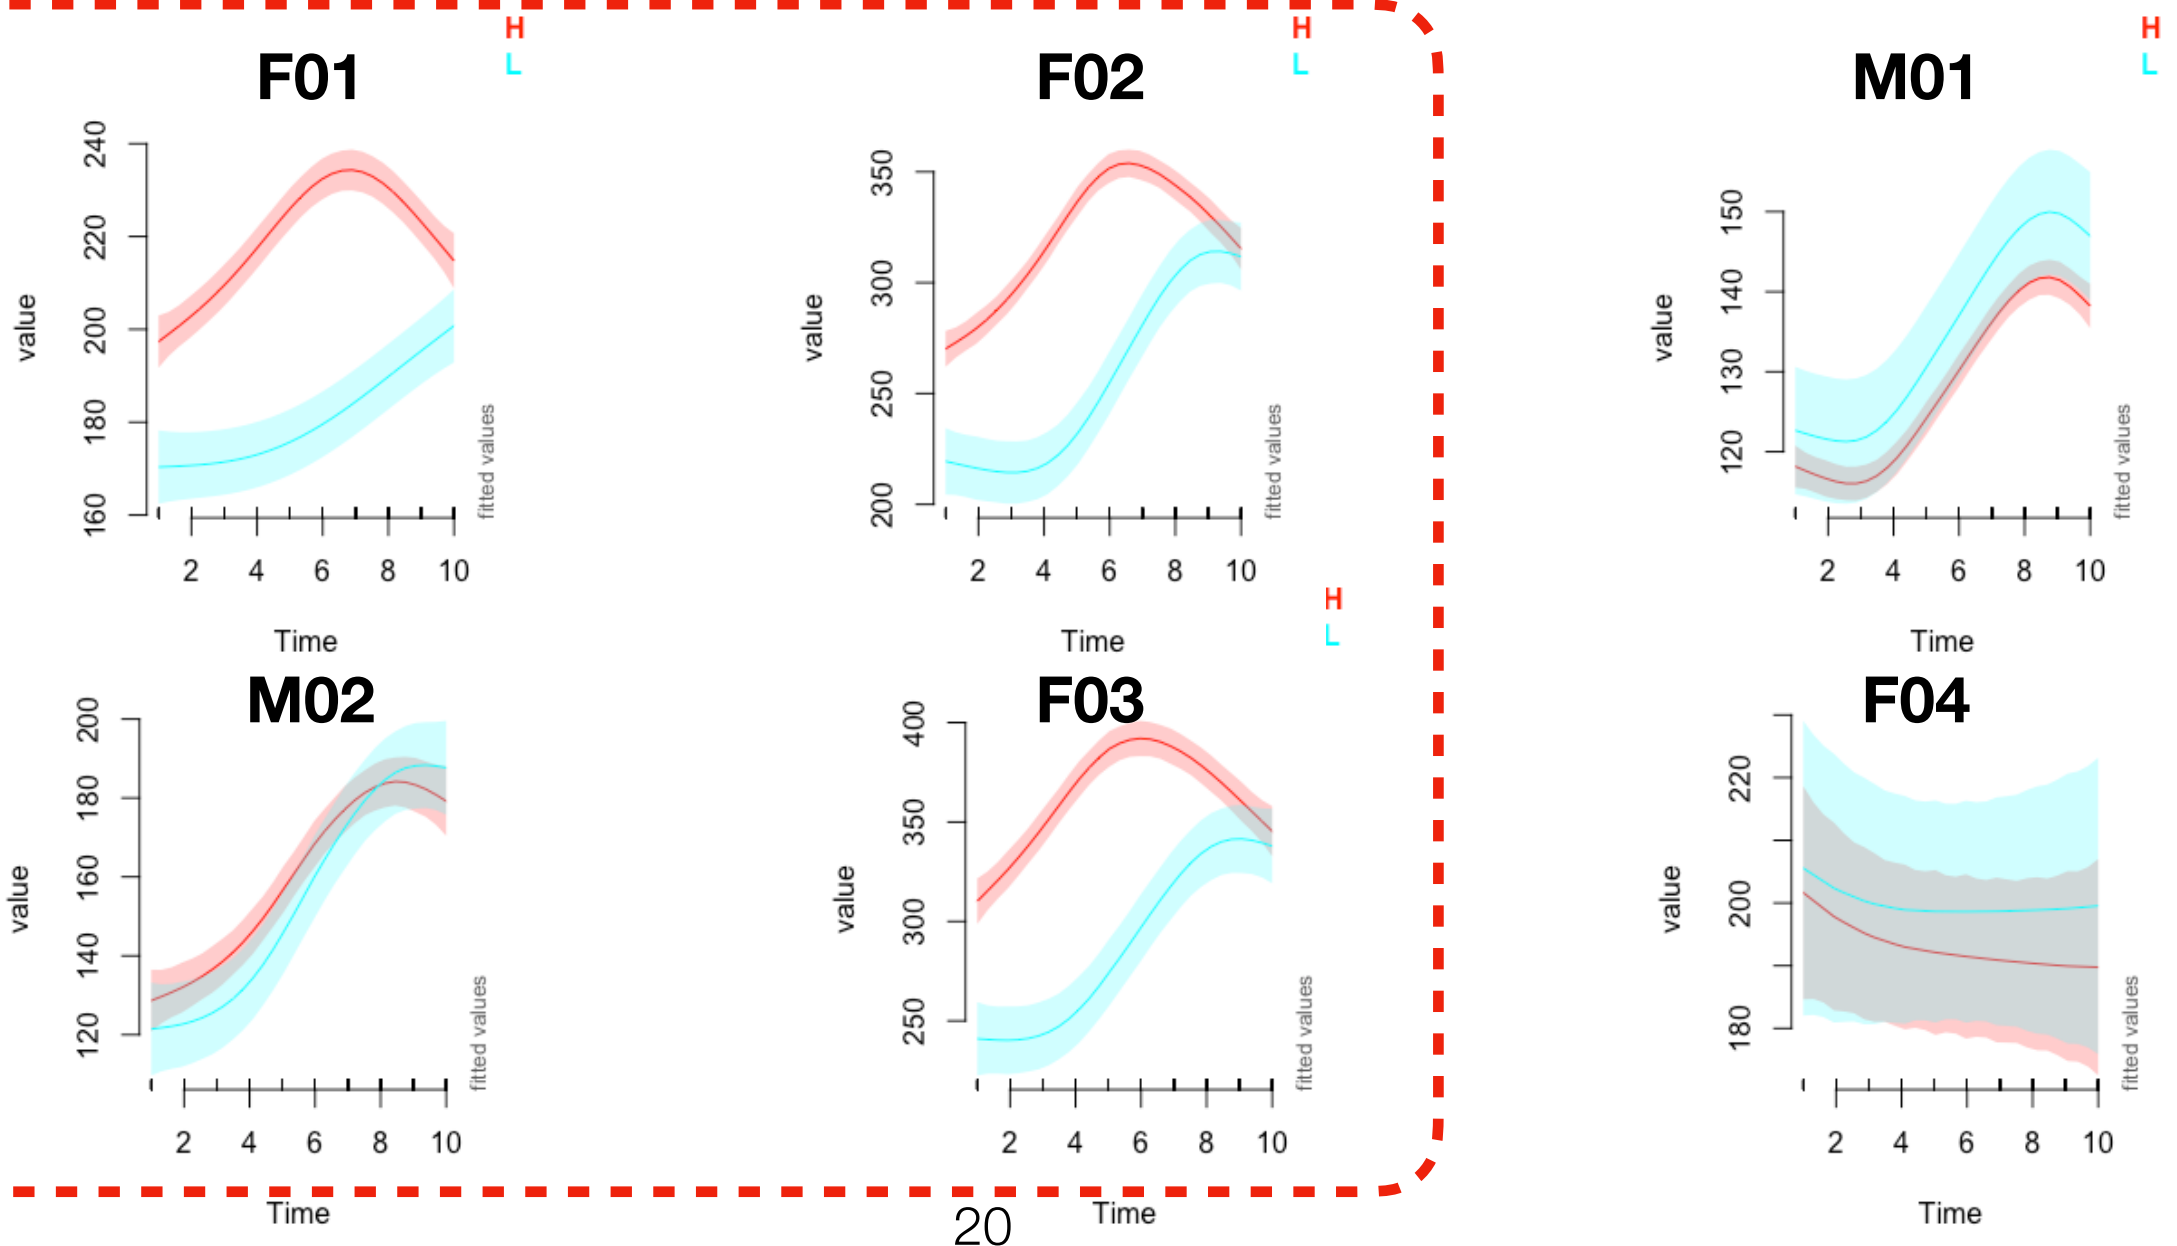 H
L
F01
240
220
200
180
160
value
2 4 6 8 10
Time
fitted values
H
L
F02
350
300
250
200
value
2 4 6 8 10
Time
fitted values
H
L
M01
150
140
130
120
value
2 4 6 8 10
Time
fitted values
M02
200
180
160
140
120
value
2 4 6 8 10
Time
fitted values
H
L
F03
400
350
300
250
value
2 4 6 8 10
Time
fitted values
F04
220
200
180
value
2 4 6 8 10
Time
fitted values
20